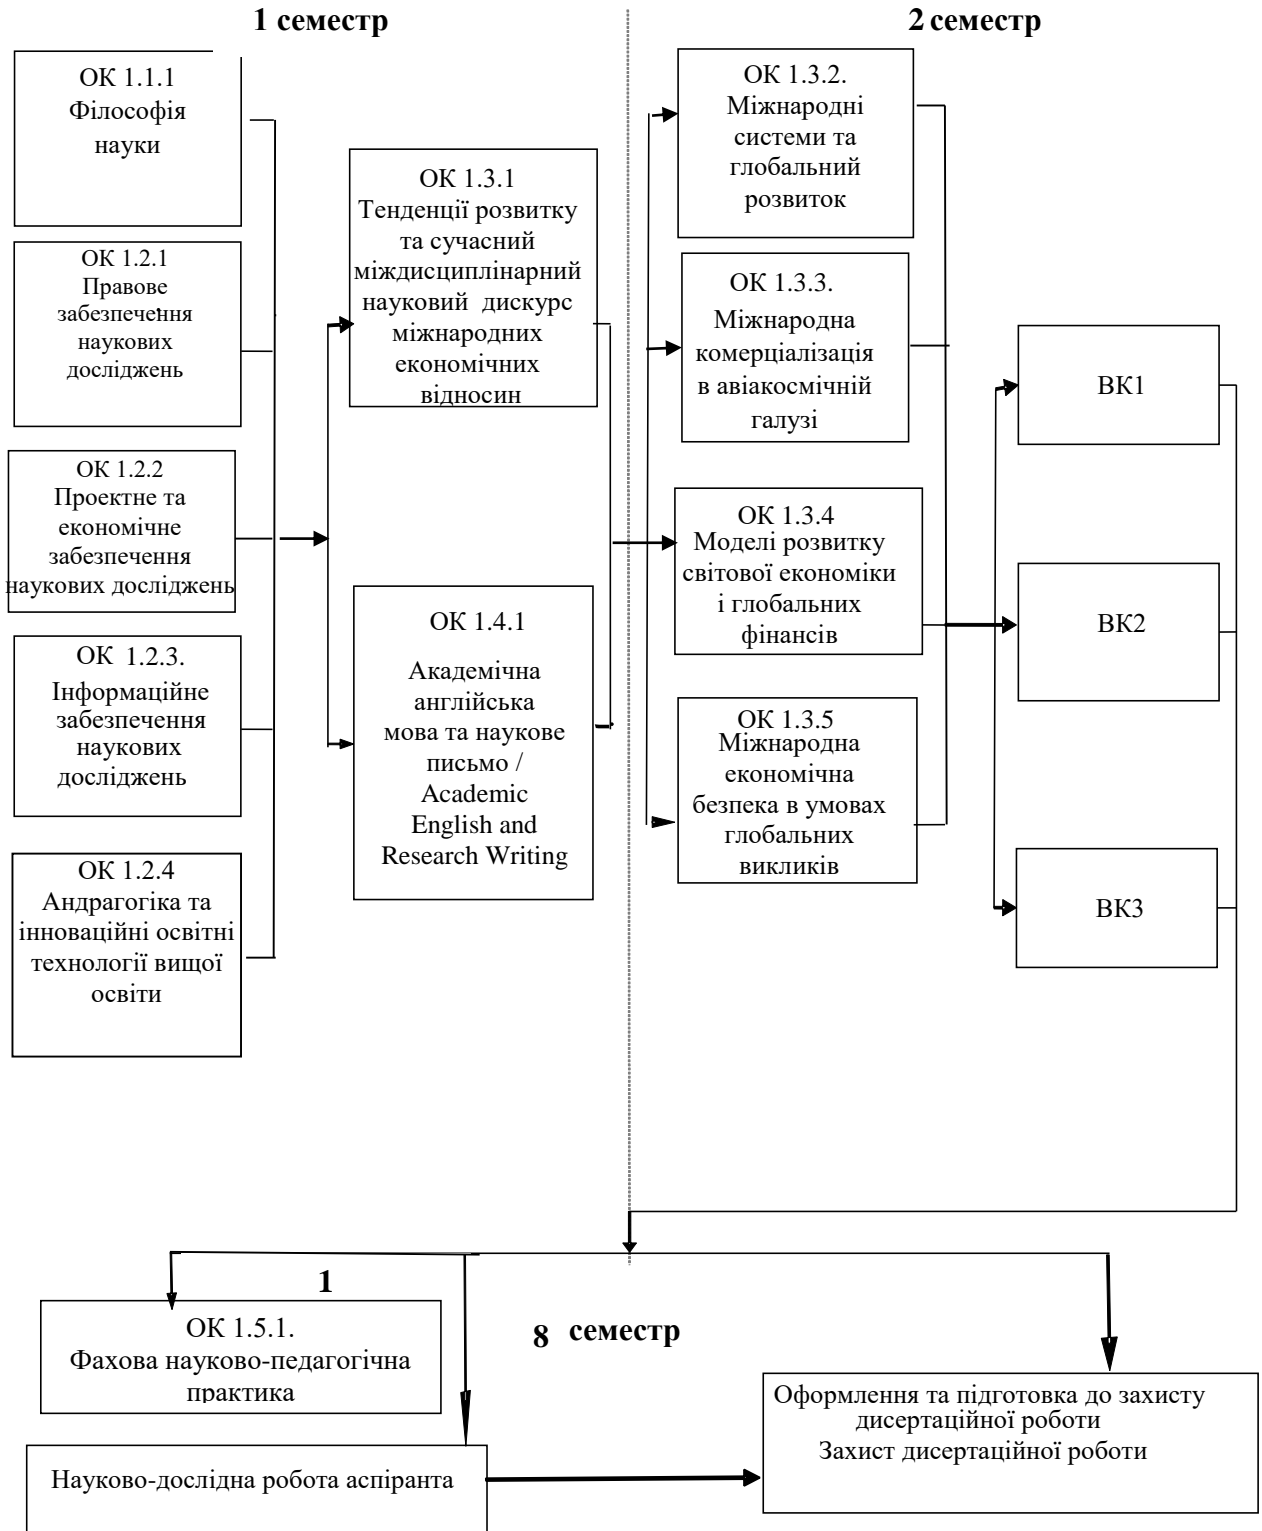 1 семестр
2 семестр
ОК 1.1.1
Філософія
науки
ОК 1.2.1
Правове
забезпечення
наукових
досліджень
ОК 1.2.2
Проектне та
економічне
забезпечення
наукових досліджень
ОК 1.2.3.
Інформаційне
забезпечення
наукових
досліджень
ОК 1.2.4
Андрагогіка та
інноваційні освітні
технології вищої
освіти
ОК 1.3.1
Тенденції розвитку
та сучасний
міждисциплінарний
науковий дискурс
міжнародних
економічних
відносин
ОК 1.4.1
Академічна
англійська
мова та наукове
письмо /
Academic
English and
Research Writing
ОК 1.3.2.
Міжнародні
системи та
глобальний
розвиток
ОК 1.3.3.
Міжнародна
комерціалізація
в авіакосмічній
галузі
ОК 1.3.4
Моделі розвитку
світової економіки
і глобальних
фінансів
ОК 1.3.5
Міжнародна
економічна
безпека в умовах
глобальних
викликів
ВК1
ВК2
ВК3
1
8 семестр
ОК 1.5.1.
Фахова науково-педагогічна
практика
Науково-дослідна робота аспіранта
Оформлення та підготовка до захисту
дисертаційної роботи
Захист дисертаційної роботи